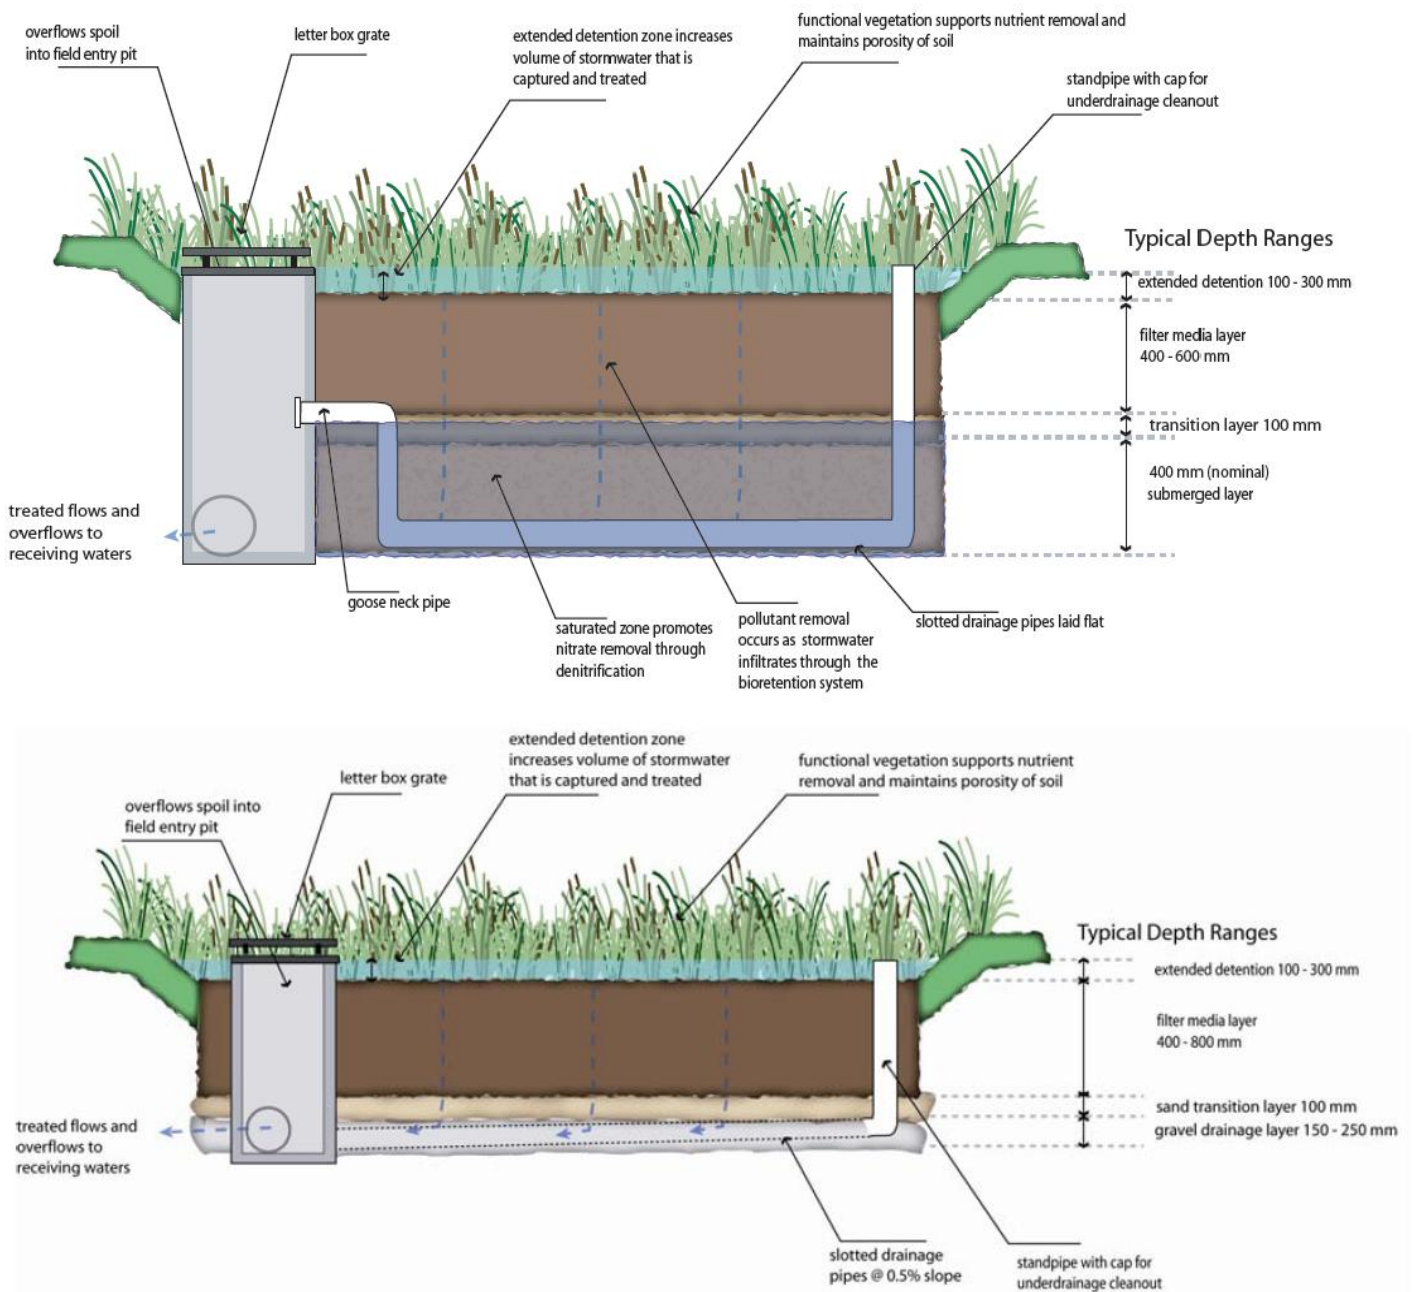 overflows spoil
into field entry pit
letter box grate
extended detention zone increases
volume of stormwater that is
captured and treated
functional vegetation supports nutrient removal and
maintains porosity of soil
standpipe with cap for
underdrainage cleanout
Typical Depth Ranges
extended detention 100 - 300 mm
filter media layer
400 - 600 mm
transition layer 100 mm
400 mm (nominal)
submerged layer
treated flows and
overflows to
receiving waters
goose neck pipe
saturated zone promotes
nitrate removal through
denitrification
pollutant removal
occurs as stormwater
infiltrates through the
bioretention system
slotted drainage pipes laid flat
extended detention zone
increases volume of stormwater
that is captured and treated
functional vegetation supports nutrient
removal and maintains porosity of soil
letter box grate
overflows spoil into
field entry pit
Typical Depth Ranges
extended detention 100 - 300 mm
filter media layer
400 - 800 mm
sand transition layer 100 mm
gravel drainage layer 150 - 250 mm
treated flows and
overflows to
receiving waters
slotted drainage
pipes @ 0.5% slope
standpipe with cap for
underdrainage cleanout